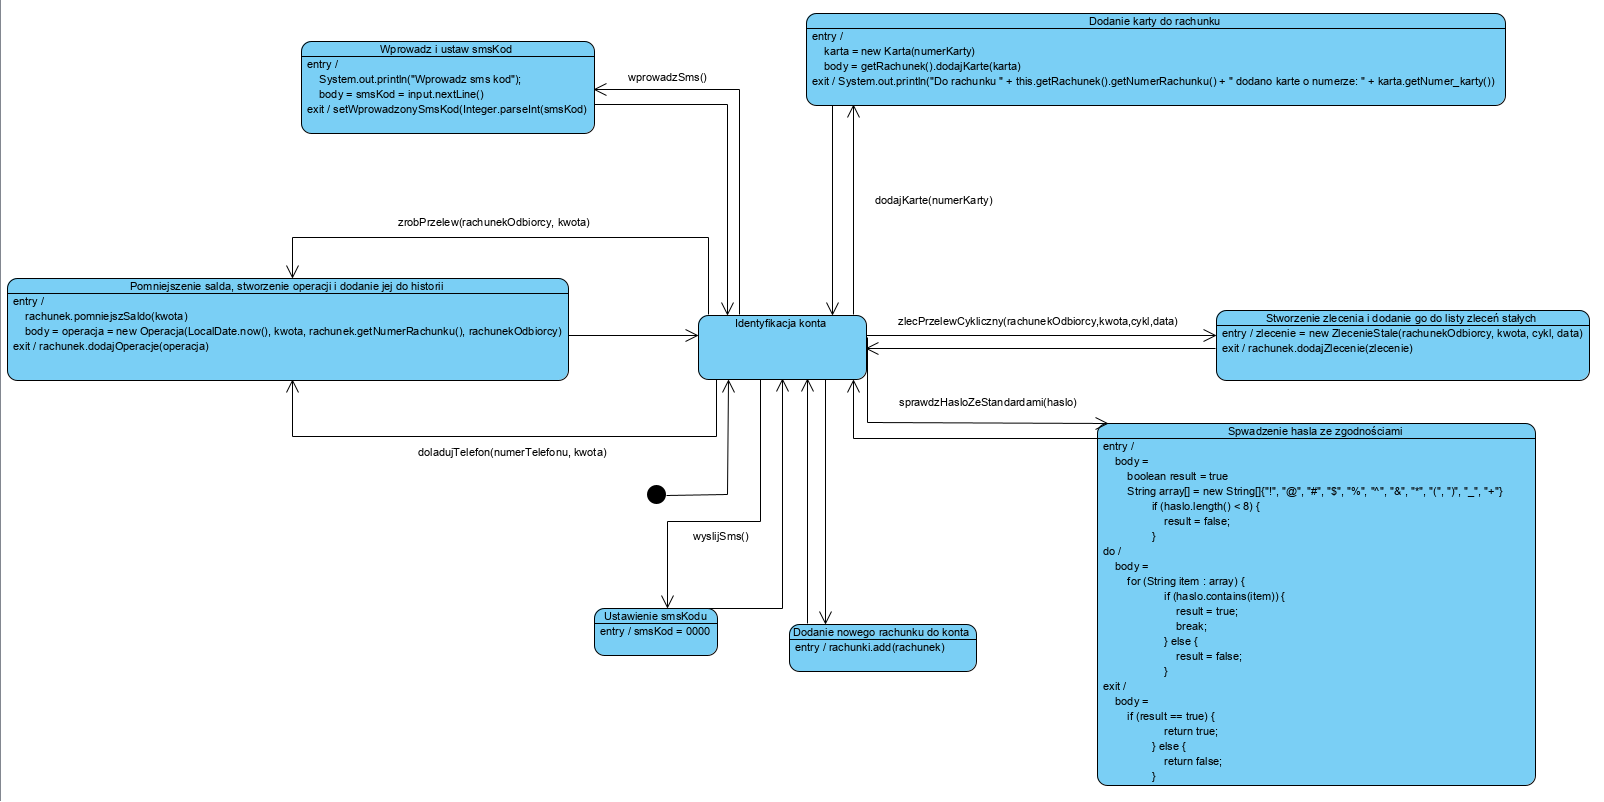 Wprowadz i ustaw smsKod
entry /
System.out.println("Wprowadz sms kod");
body = smsKod = input.nextLine()
exit / setWprowadzonySmsKod(Integer.parseInt(smsKod)
wprowadzSms()
Dodanie karty do rachunku
entry /
karta = new Karta(numerKarty)
body = getRachunek().dodajKarte(karta)
exit / System.out.println("Do rachunku " + this.getRachunek().getNumerRachunku() + " dodano karte o numerze: " + karta.getNumer_karty())
dodajKarte(numerKarty)
zrobPrzelew(rachunekOdbiorcy, kwota)
Pomniejszenie salda, stworzenie operacji i dodanie jej do historii
entry /
rachunek.pomniejszSaldo(kwota)
body = operacja = new Operacja(LocalDate.now(), kwota, rachunek.getNumerRachunku(), rachunekOdbiorcy)
exit / rachunek.dodajOperacje(operacja)
Identyfikacja konta
zlecPrzelewCykliczny(rachunekOdbiorcy,kwota,cykl,data)
Stworzenie zlecenia i dodanie go do listy zleceń stałych
entry / zlecenie = new ZlecenieStale(rachunekOdbiorcy, kwota, cykl, data)
exit / rachunek.dodajZlecenie(zlecenie)
sprawdzHasloZeStandardami(haslo)
doladujTelefon(numerTelefonu, kwota)
wyslijSms()
Ustawienie smsKodu
entry / smsKod = 0000
Dodanie nowego rachunku do konta
entry / rachunki.add(rachunek)
Spwadzenie hasla ze zgodnościami
entry /
body =
boolean result = true
String array[] = new String[]{"!", "@", "#", "$", "%", "^", "&", "*", "(", ")", "_", "+"}
if (haslo.length() < 8) {
result = false;
}
do /
body =
for (String item : array) {
if (haslo.contains(item)) {
result = true;
break;
} else {
result = false;
}
exit /
body =
if (result == true) {
return true;
} else {
return false;
}